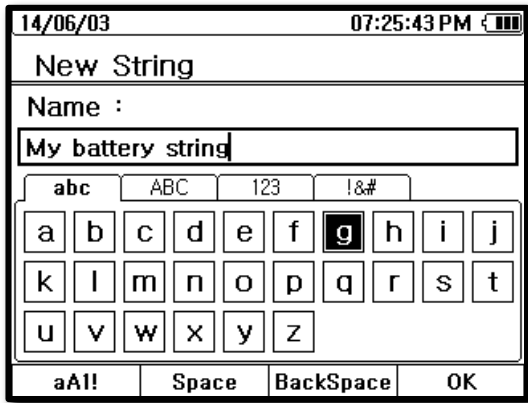 14/06/03 07:25:43 PM
New String
Name :
My battery string
abc ABC 123 !&#
a b c d e f g h i j
k l m n o p q r s t
u v w x y z
aA1! Space BackSpace OK